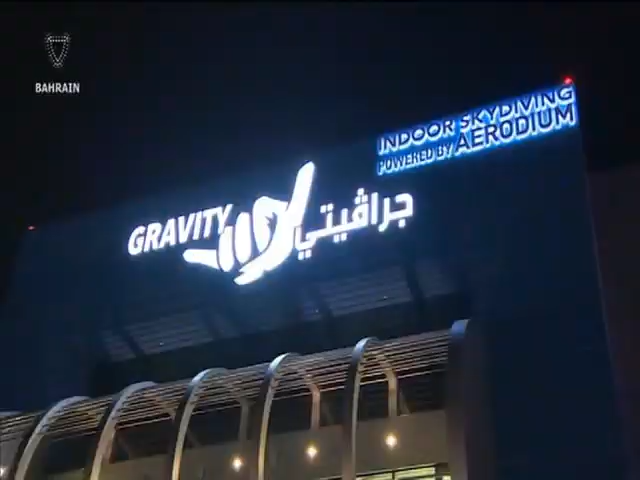 BAHRAIN
INDOOR SKYDIVING
POWERED BY AERODIUM
GRAVITY جرافيتي